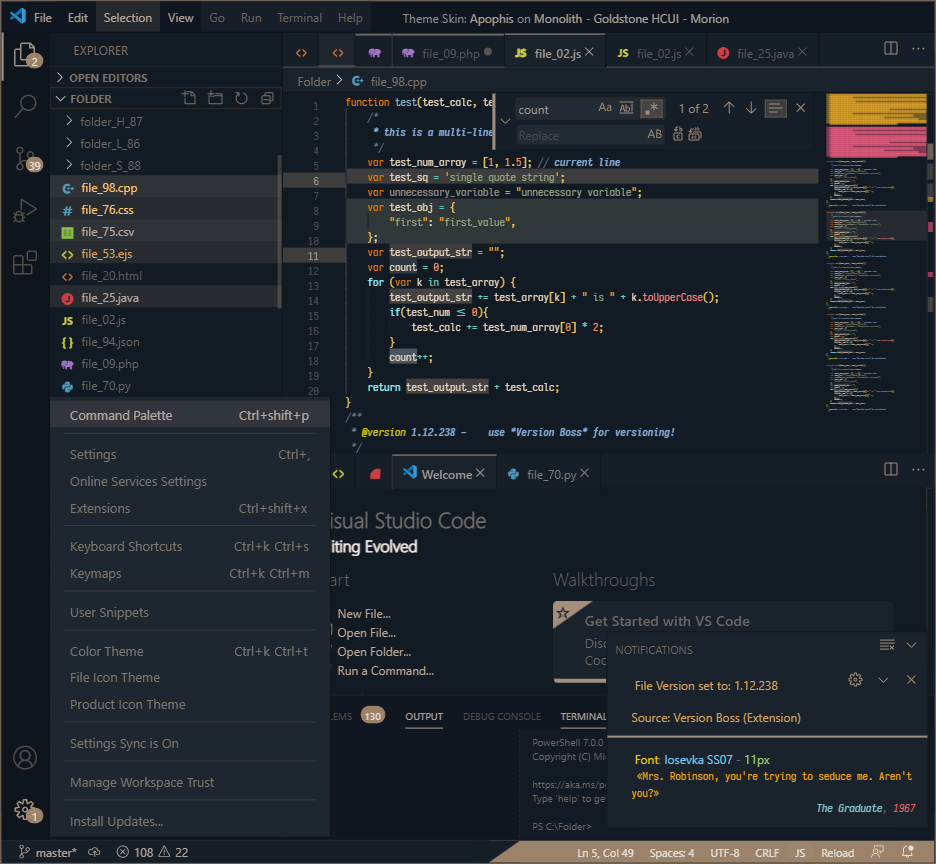 File Edit Selection View Go Run Terminal Help Theme Skin: Apophis on Monolith - Goldstone HCUI - Morion
2
39
1
EXPLORER
OPEN EDITORS
FOLDER
folder_H_87
folder_L_86
folder_S_88
file_98.cpp
file_76.css
file_75.csv
file_53.ejs
file_20.html
file_25.java
file_02.js
file_94.json
file_09.php
file_70.py
file_09.php file_02.js file_02.js file_25.java
Folder > file_98.cpp
count Aa Ab .* 1 of 2
Replace AB
1 function test(test_calc, te
2 /*
3 * this is a multi-line
4 */
5 var test_num_array = [1, 1.5]; // current line
6 var test_sq = 'single quote string';
7 var unnecessary_variable = "unnecessary variable";
8 var test_obj = {
9 "first": "first_value",
10 };
11 var test_output_str = "";
12 var count = 0;
13 for (var k in test_array) {
14 test_output_str += test_array[k] + " is " + k.toUpperCase();
15 if(test_num ≤ 0){
16 test_calc += test_num_array[0] * 2;
17 }
18 count++;
19 }
20 return test_output_str + test_calc;
}
/**
* @version 1.12.238 - use *Version Boss* for versioning!
*/
Command Palette Ctrl+shift+p
Settings Ctrl+,
Online Services Settings
Extensions Ctrl+shift+x
Keyboard Shortcuts Ctrl+k Ctrl+s
Keymaps Ctrl+k Ctrl+m
User Snippets
Color Theme Ctrl+k Ctrl+t
File Icon Theme
Product Icon Theme
Settings Sync is On
Manage Workspace Trust
Install Updates...
Welcome file_70.py
isual Studio Code
iting Evolved
art
New File...
Open File...
Open Folder...
Run a Command...
Walkthroughs
Get Started with VS Code
Disc
Coc
LEMS 130 OUTPUT DEBUG CONSOLE TERMINAL
PowerShell 7.0.0
Copyright (C) Mi
https://aka.ms/p
Type 'help' to ge
PS C:\Folder>
NOTIFICATIONS
File Version set to: 1.12.238
Source: Version Boss (Extension)
Font: Iosevka SS07 - 11px
«Mrs. Robinson, you're trying to seduce me. Aren't
you?»
The Graduate, 1967
master* 108 22 Ln 5, Col 49 Spaces: 4 UTF-8 CRLF JS Reload